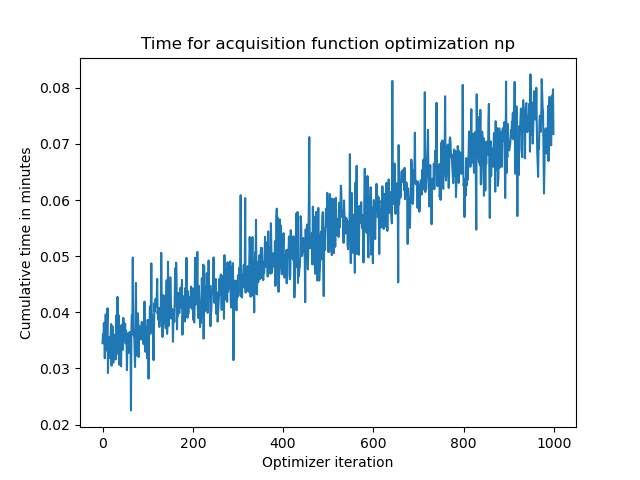 Time for acquisition function optimization np
0.08
0.07
0.06
0.05
0.04
0.03
0.02
Cumulative time in minutes
0 200 400 600 800 1000
Optimizer iteration